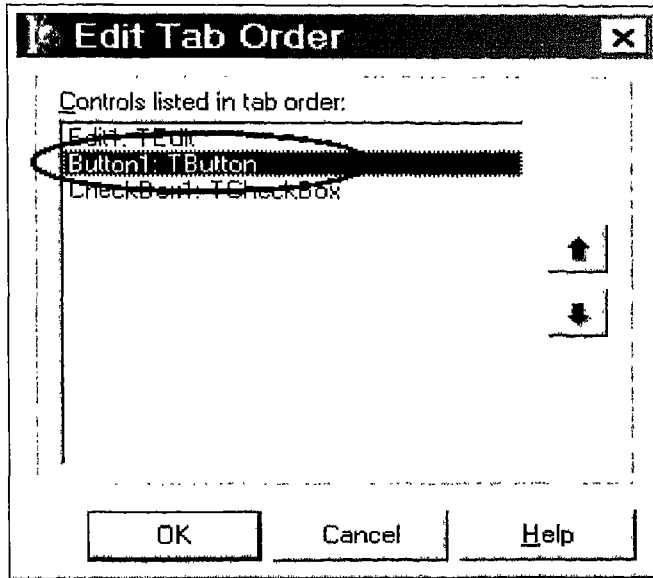 Edit Tab Order
Controls listed in tab order:
Edit1: TEdit
Button1: TButton
CheckBox1: TCheckBox
OK
Cancel
Help